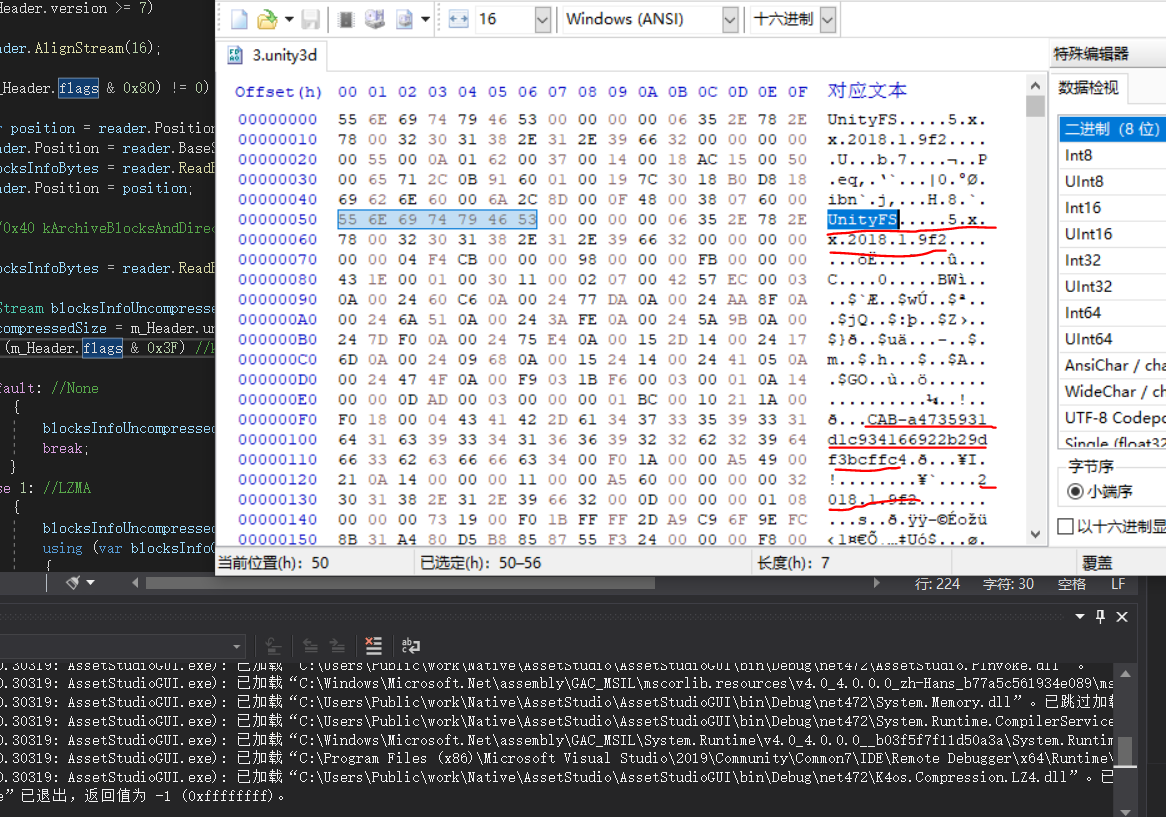 Header.version >= 7)
ader.AlignStream(16);
_Header.flags & 0x80) != 0)
r position = reader.Position
ader.Position = reader.BaseS
ocksInfoBytes = reader.ReadB
ader.Position = position;
/0x40 kArchiveBlocksAndDirec
ocksInfoBytes = reader.ReadB
Stream blocksInfoUncompresse
compressedSize = m_Header.un
(m_Header.flags & 0x3F) //k
fault: //None
{
blocksInfoUncompressed
break;
}
se 1: //LZMA
{
blocksInfoUncompressed
using (var blocksInfo
{
16
Windows (ANSI)
十六进制
3.unity3d
Offset(h) 00 01 02 03 04 05 06 07 08 09 0A 0B 0C 0D 0E 0F 对应文本
00000000 55 6E 69 74 79 46 53 00 00 00 00 06 35 2E 78 2E UnityFS.....5.x.
00000010 78 00 32 30 31 38 2E 31 2E 39 66 32 00 00 00 00 x.2018.1.9f2....
00000020 00 55 00 0A 01 62 00 37 00 14 00 18 AC 15 00 50 .U...b.7....¬..P
00000030 00 65 71 2C 0B 91 60 01 00 19 7C 30 18 B0 D8 18 .eq,.‘`...|0.°Ø.
00000040 69 62 6E 60 00 6A 2C 8D 00 0F 48 00 38 07 60 00 ibn`.j,...H.8.`.
00000050 55 6E 69 74 79 46 53 00 00 00 00 06 35 2E 78 2E UnityFS.....5.x.
00000060 78 00 32 30 31 38 2E 31 2E 39 66 32 00 00 00 00 x.2018.1.9f2....
00000070 00 00 04 F4 CB 00 00 00 98 00 00 00 FB 00 00 00 ...ôË...˜...û...
00000080 43 1E 00 01 00 30 11 00 02 07 00 42 57 EC 00 03 C....0.....BWì..
00000090 0A 00 24 60 C6 0A 00 24 77 DA 0A 00 24 AA 8F 0A ..$`Æ..$wÚ..$ª..
000000A0 00 24 6A 51 0A 00 24 3A FE 0A 00 24 5A 9B 0A 00 .$jQ..$:þ..$Z›..
000000B0 24 7D F0 0A 00 24 75 E4 0A 00 15 2D 14 00 24 17 $}ð..$uä...-..$.
000000C0 6D 0A 00 24 09 68 0A 00 15 24 14 00 24 41 05 0A m..$.h...$..$A..
000000D0 00 24 47 4F 0A 00 F9 03 1B F6 00 03 00 01 0A 14 .$GO..ù..ö......
000000E0 00 00 0D AD 00 03 00 00 00 01 BC 00 10 21 1A 00 ..........¼..!..
000000F0 F0 18 00 04 43 41 42 2D 61 34 37 33 35 39 33 31 ð...CAB-a4735931
00000100 64 31 63 39 33 34 31 36 36 39 32 32 62 32 39 64 d1c934166922b29d
00000110 66 33 62 63 66 66 63 34 00 F0 1A 00 00 A5 49 00 f3bcffc4.ð...¥I.
00000120 21 0A 14 00 00 00 11 00 00 A5 60 00 00 00 00 32 !........¥`....2
00000130 30 31 38 2E 31 2E 39 66 32 00 0D 00 00 00 01 08 018.1.9f2.......
00000140 00 00 00 73 19 00 F0 1B FF FF 2D A9 C9 6F 9E FC ...s..ð.ÿÿ-©Éožü
00000150 8B 31 A4 80 D5 B8 85 87 55 F3 24 00 00 00 F8 00 ‹1¤€Õ¸…‡Uó$...ø.
当前位置(h): 50 已选定(h): 50-56 长度(h): 7 覆盖
特殊编辑器
数据检视
二进制 (8 位)
Int8
UInt8
Int16
UInt16
Int32
UInt32
Int64
UInt64
AnsiChar / cha
WideChar / cha
UTF-8 Codepo
Single (float32
字节序
小端序
以十六进制显
行: 224 字符: 30 空格 LF
0.30319: AssetStudioGUI.exe): 已加载“C:\Users\Public\work\Native\AssetStudio\AssetStudioGUI\bin\Debug\net472\AssetStudio.PInvoke.dll”。
0.30319: AssetStudioGUI.exe): 已加载“C:\Windows\Microsoft.Net\assembly\GAC_MSIL\mscorlib.resources\v4.0_4.0.0.0_zh-Hans_b77a5c561934e089\ms
0.30319: AssetStudioGUI.exe): 已加载“C:\Users\Public\work\Native\AssetStudio\AssetStudioGUI\bin\Debug\net472\System.Memory.dll”。已跳过加载
0.30319: AssetStudioGUI.exe): 已加载“C:\Users\Public\work\Native\AssetStudio\AssetStudioGUI\bin\Debug\net472\System.Runtime.CompilerService
0.30319: AssetStudioGUI.exe): 已加载“C:\Windows\Microsoft.Net\assembly\GAC_MSIL\System.Runtime\v4.0_4.0.0.0__b03f5f7f11d50a3a\System.Runtim
0.30319: AssetStudioGUI.exe): 已加载“C:\Program Files (x86)\Microsoft Visual Studio\2019\Community\Common7\IDE\Remote Debugger\x64\Runtime\
0.30319: AssetStudioGUI.exe): 已加载“C:\Users\Public\work\Native\AssetStudio\AssetStudioGUI\bin\Debug\net472\K4os.Compression.LZ4.dll”。已
e”已退出，返回值为 -1 (0xffffffff)。